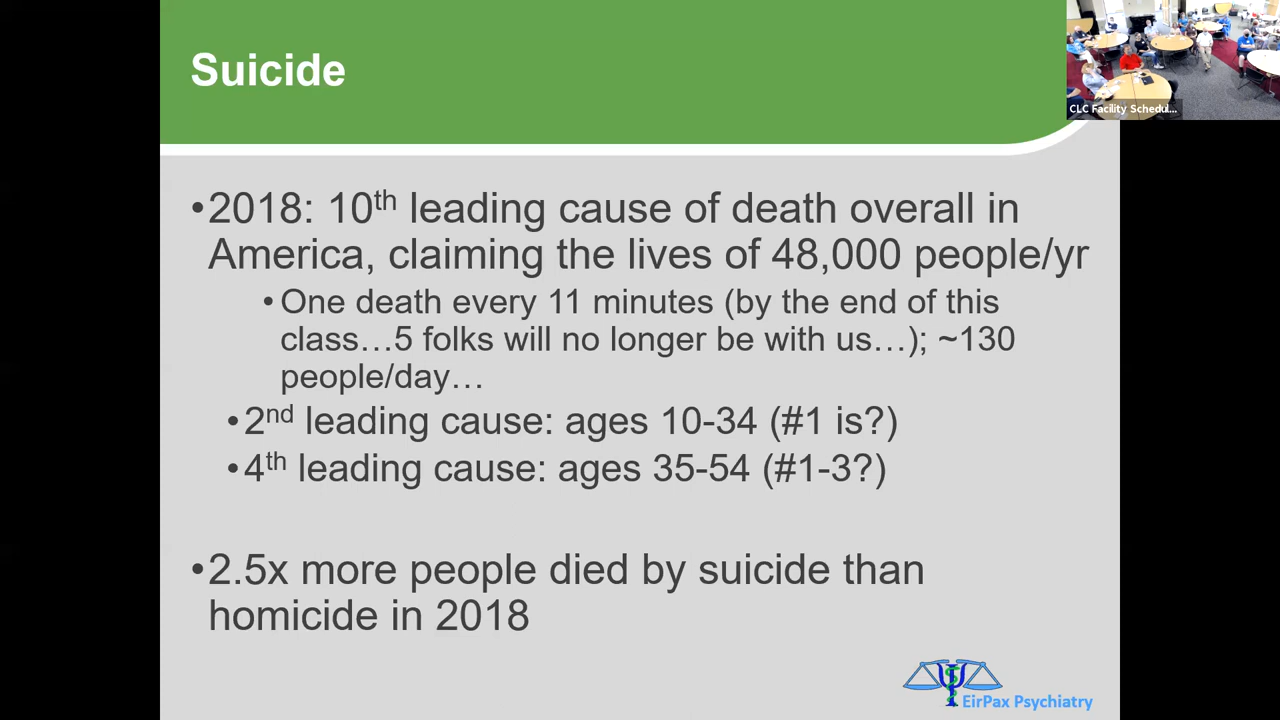 Suicide
CLC Facility Schedul...
•2018: 10th leading cause of death overall in
America, claiming the lives of 48,000 people/yr
•One death every 11 minutes (by the end of this
class…5 folks will no longer be with us…); ~130
people/day…
•2nd leading cause: ages 10-34 (#1 is?)
•4th leading cause: ages 35-54 (#1-3?)
•2.5x more people died by suicide than
homicide in 2018
EirPax Psychiatry